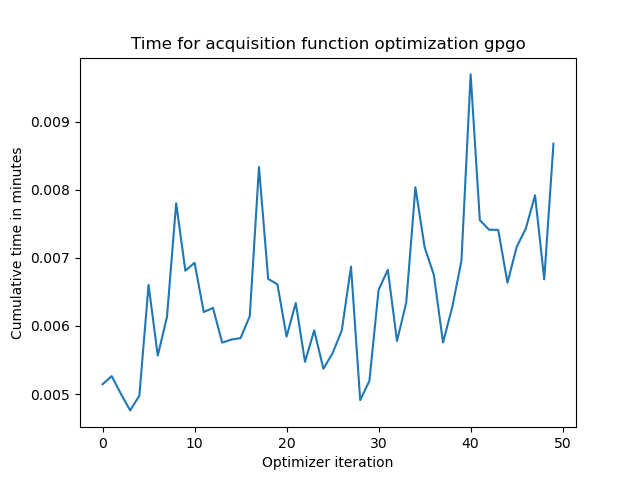 Time for acquisition function optimization gpgo
Cumulative time in minutes
0.009
0.008
0.007
0.006
0.005
0 10 20 30 40 50
Optimizer iteration